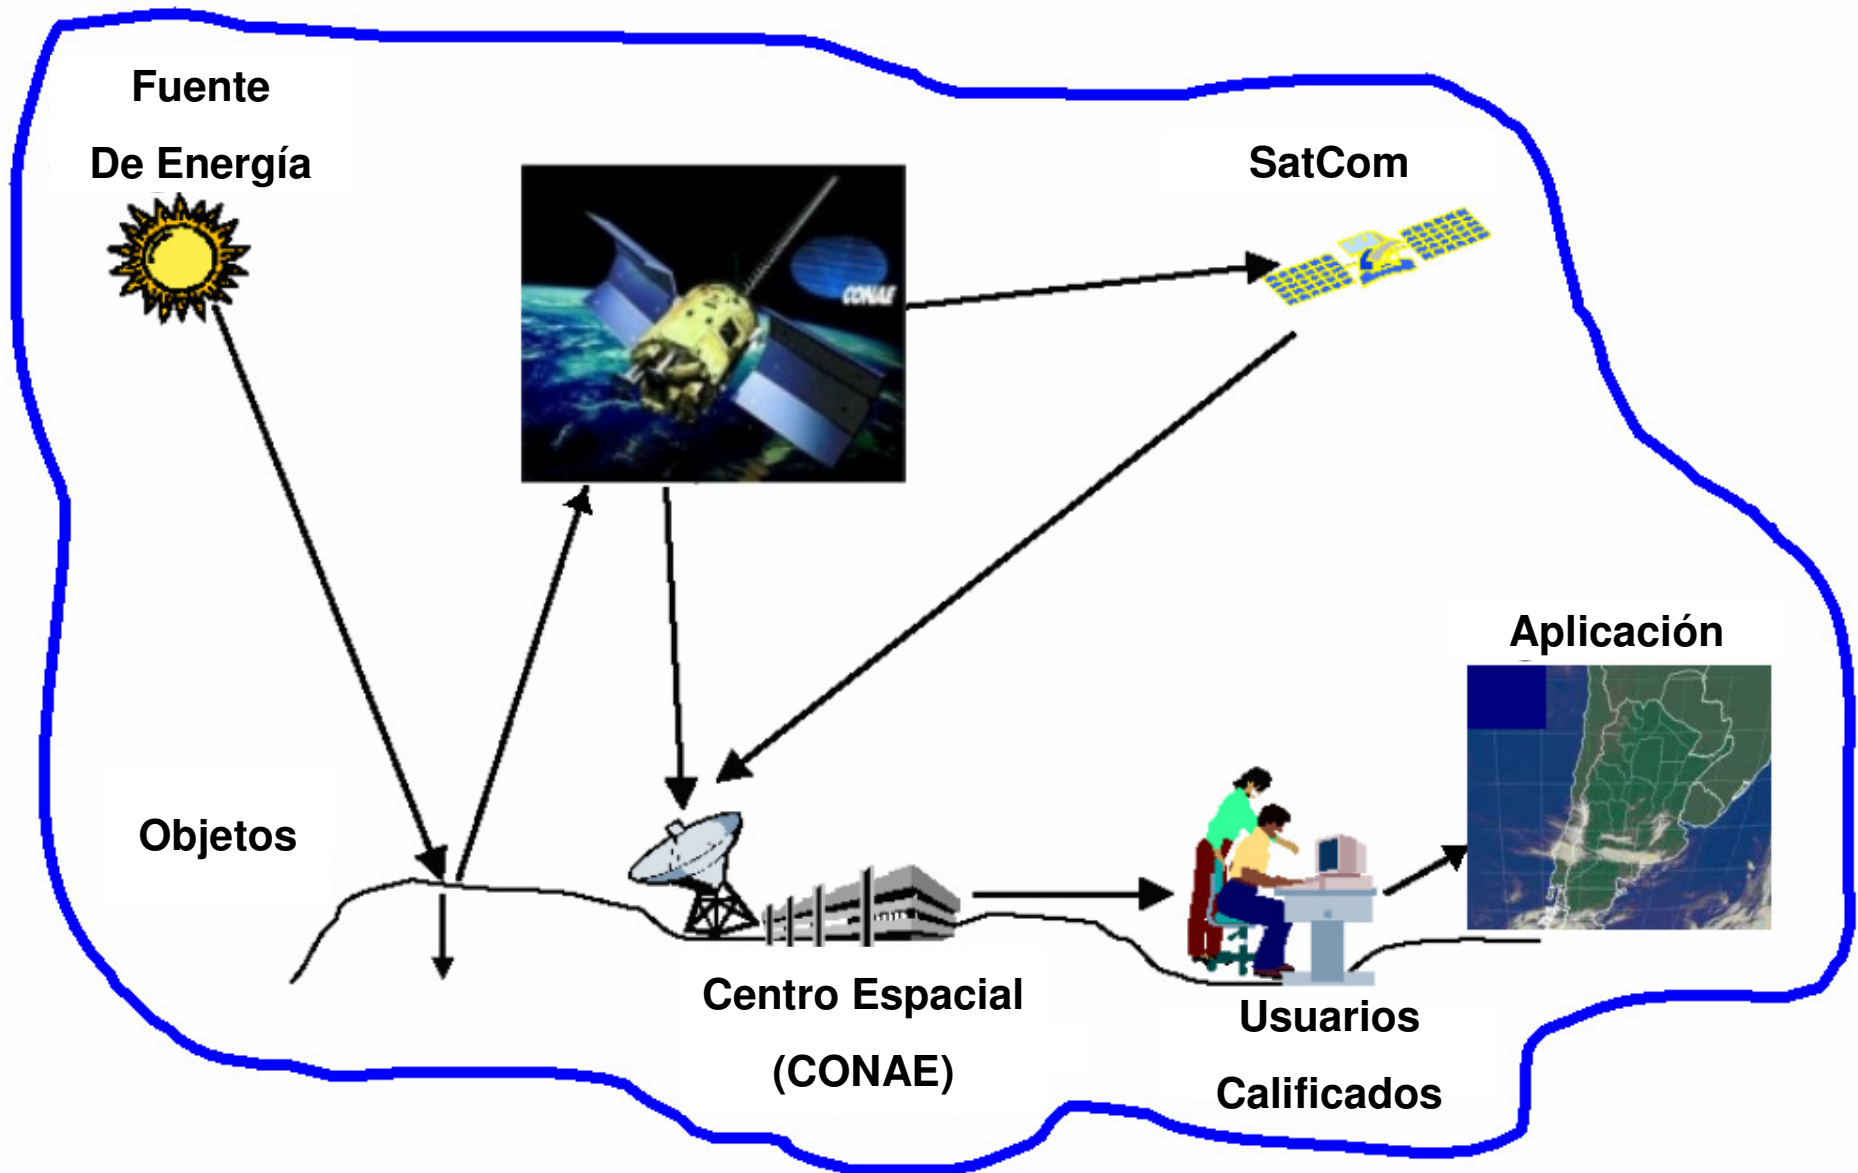 Fuente
De Energía
SatCom
CONAE
Aplicación
Objetos
Centro Espacial
(CONAE)
Usuarios
Calificados